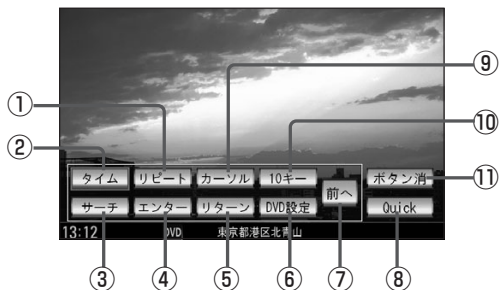 ⑨
①
⑩
②
⑪
タイム リピート カーソル 10キー 前へ ボタン消
サーチ エンター リターン DVD設定 Quick
13:12 DVD 東京都港区北青山
③ ④ ⑤ ⑥ ⑦ ⑧